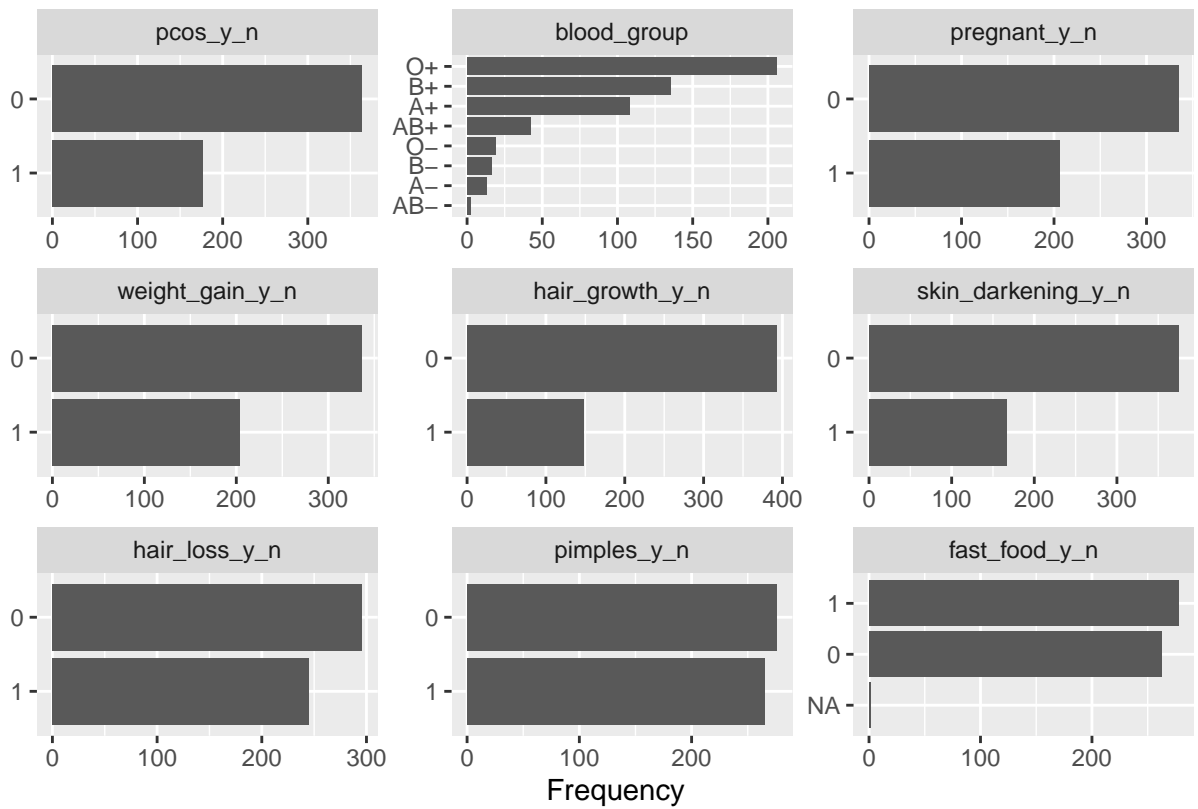 pcos_y_n
0
1
0 100 200 300
blood_group
O+
B+
A+
AB+
O−
B−
A−
AB−
0 50 100 150 200
pregnant_y_n
0
1
0 100 200 300
weight_gain_y_n
0
1
0 100 200 300
hair_growth_y_n
0
1
0 100 200 300 400
skin_darkening_y_n
0
1
0 100 200 300
hair_loss_y_n
0
1
0 100 200 300
pimples_y_n
0
1
0 100 200
fast_food_y_n
1
0
NA
0 100 200
Frequency